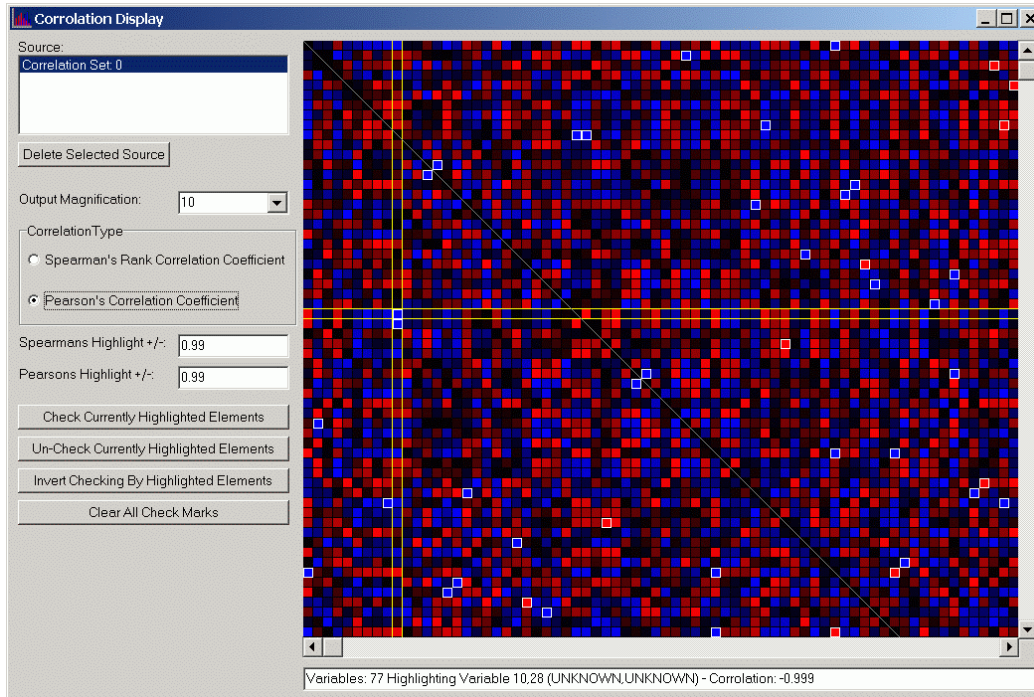 Corrolation Display
Source:
Correlation Set: 0
Delete Selected Source
Output Magnification:
10
CorrelationType
Spearman's Rank Correlation Coefficient
Pearson's Correlation Coefficient
Spearmans Highlight +/-:
0.99
Pearsons Highlight +/-:
0.99
Check Currently Highlighted Elements
Un-Check Currently Highlighted Elements
Invert Checking By Highlighted Elements
Clear All Check Marks
Variables: 77 Highlighting Variable 10,28 (UNKNOWN,UNKNOWN) - Corrolation: -0.999